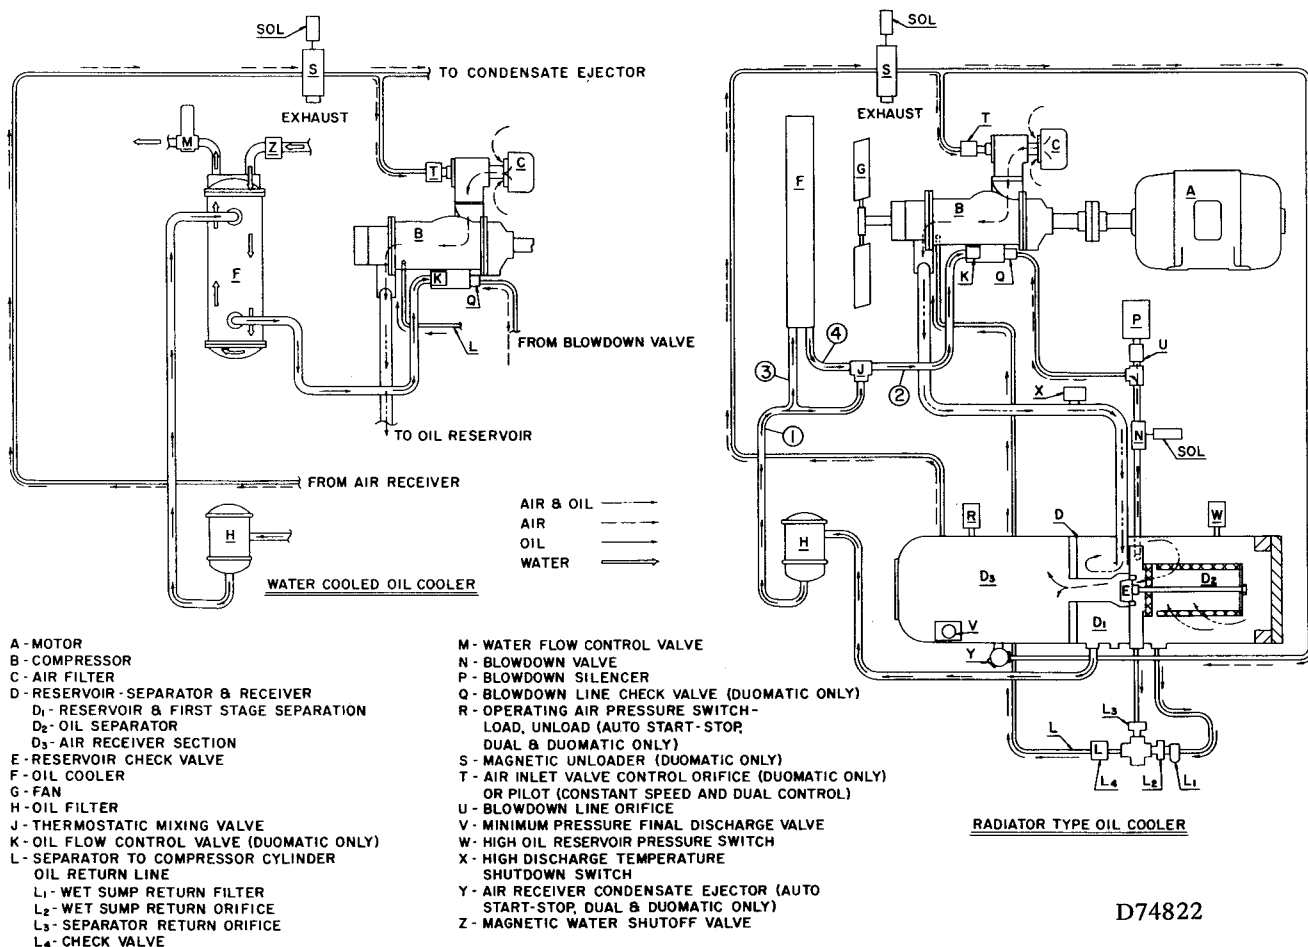 SOL
S
TO CONDENSATE EJECTOR
EXHAUST
M
Z
T
C
F
B
K
Q
L
FROM BLOWDOWN VALVE
TO OIL RESERVOIR
FROM AIR RECEIVER
H
WATER COOLED OIL COOLER
AIR & OIL
AIR
OIL
WATER
SOL
S
EXHAUST
T
C
F
G
B
A
K
Q
P
U
4
3
J
2
X
1
N
SOL
R
D
W
H
D3
E
D2
D1
V
Y
L3
L
L
L4
L2
L1
RADIATOR TYPE OIL COOLER
A - MOTOR
B - COMPRESSOR
C - AIR FILTER
D - RESERVOIR - SEPARATOR & RECEIVER
D1 - RESERVOIR & FIRST STAGE SEPARATION
D2 - OIL SEPARATOR
D3 - AIR RECEIVER SECTION
E - RESERVOIR CHECK VALVE
F - OIL COOLER
G - FAN
H - OIL FILTER
J - THERMOSTATIC MIXING VALVE
K - OIL FLOW CONTROL VALVE (DUOMATIC ONLY)
L - SEPARATOR TO COMPRESSOR CYLINDER
OIL RETURN LINE
L1 - WET SUMP RETURN FILTER
L2 - WET SUMP RETURN ORIFICE
L3 - SEPARATOR RETURN ORIFICE
L4 - CHECK VALVE
M - WATER FLOW CONTROL VALVE
N - BLOWDOWN VALVE
P - BLOWDOWN SILENCER
Q - BLOWDOWN LINE CHECK VALVE (DUOMATIC ONLY)
R - OPERATING AIR PRESSURE SWITCH -
LOAD, UNLOAD (AUTO START-STOP,
DUAL & DUOMATIC ONLY)
S - MAGNETIC UNLOADER (DUOMATIC ONLY)
T - AIR INLET VALVE CONTROL ORIFICE (DUOMATIC ONLY)
OR PILOT (CONSTANT SPEED AND DUAL CONTROL)
U - BLOWDOWN LINE ORIFICE
V - MINIMUM PRESSURE FINAL DISCHARGE VALVE
W - HIGH OIL RESERVOIR PRESSURE SWITCH
X - HIGH DISCHARGE TEMPERATURE
SHUTDOWN SWITCH
Y - AIR RECEIVER CONDENSATE EJECTOR (AUTO
START-STOP, DUAL & DUOMATIC ONLY)
Z - MAGNETIC WATER SHUTOFF VALVE
D74822